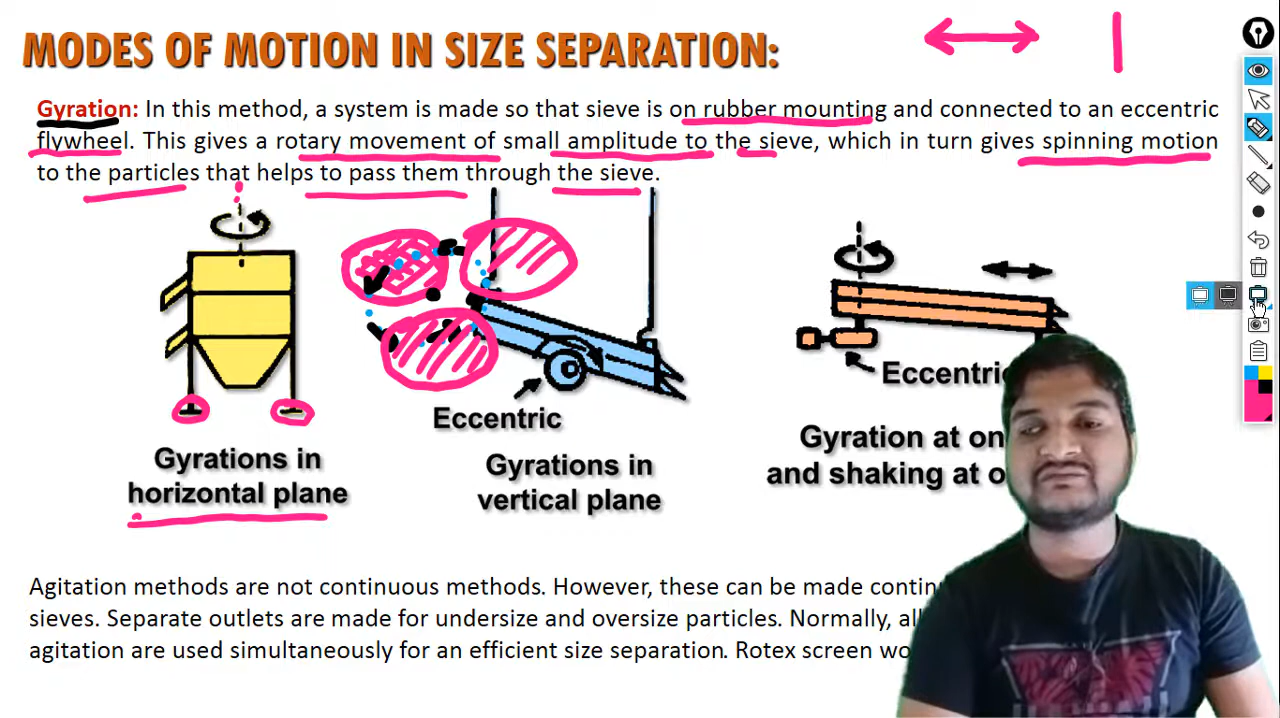 MODES OF MOTION IN SIZE SEPARATION:
Gyration: In this method, a system is made so that sieve is on rubber mounting and connected to an eccentric
flywheel. This gives a rotary movement of small amplitude to the sieve, which in turn gives spinning motion
to the particles that helps to pass them through the sieve.
Eccentric
Gyrations in
horizontal plane
Gyrations in
vertical plane
Gyration at
and shaking at
Agitation methods are not continuous methods. However, these can be made
sieves. Separate outlets are made for undersize and oversize particles. Normally,
agitation are used simultaneously for an efficient size separation. Rotex screen